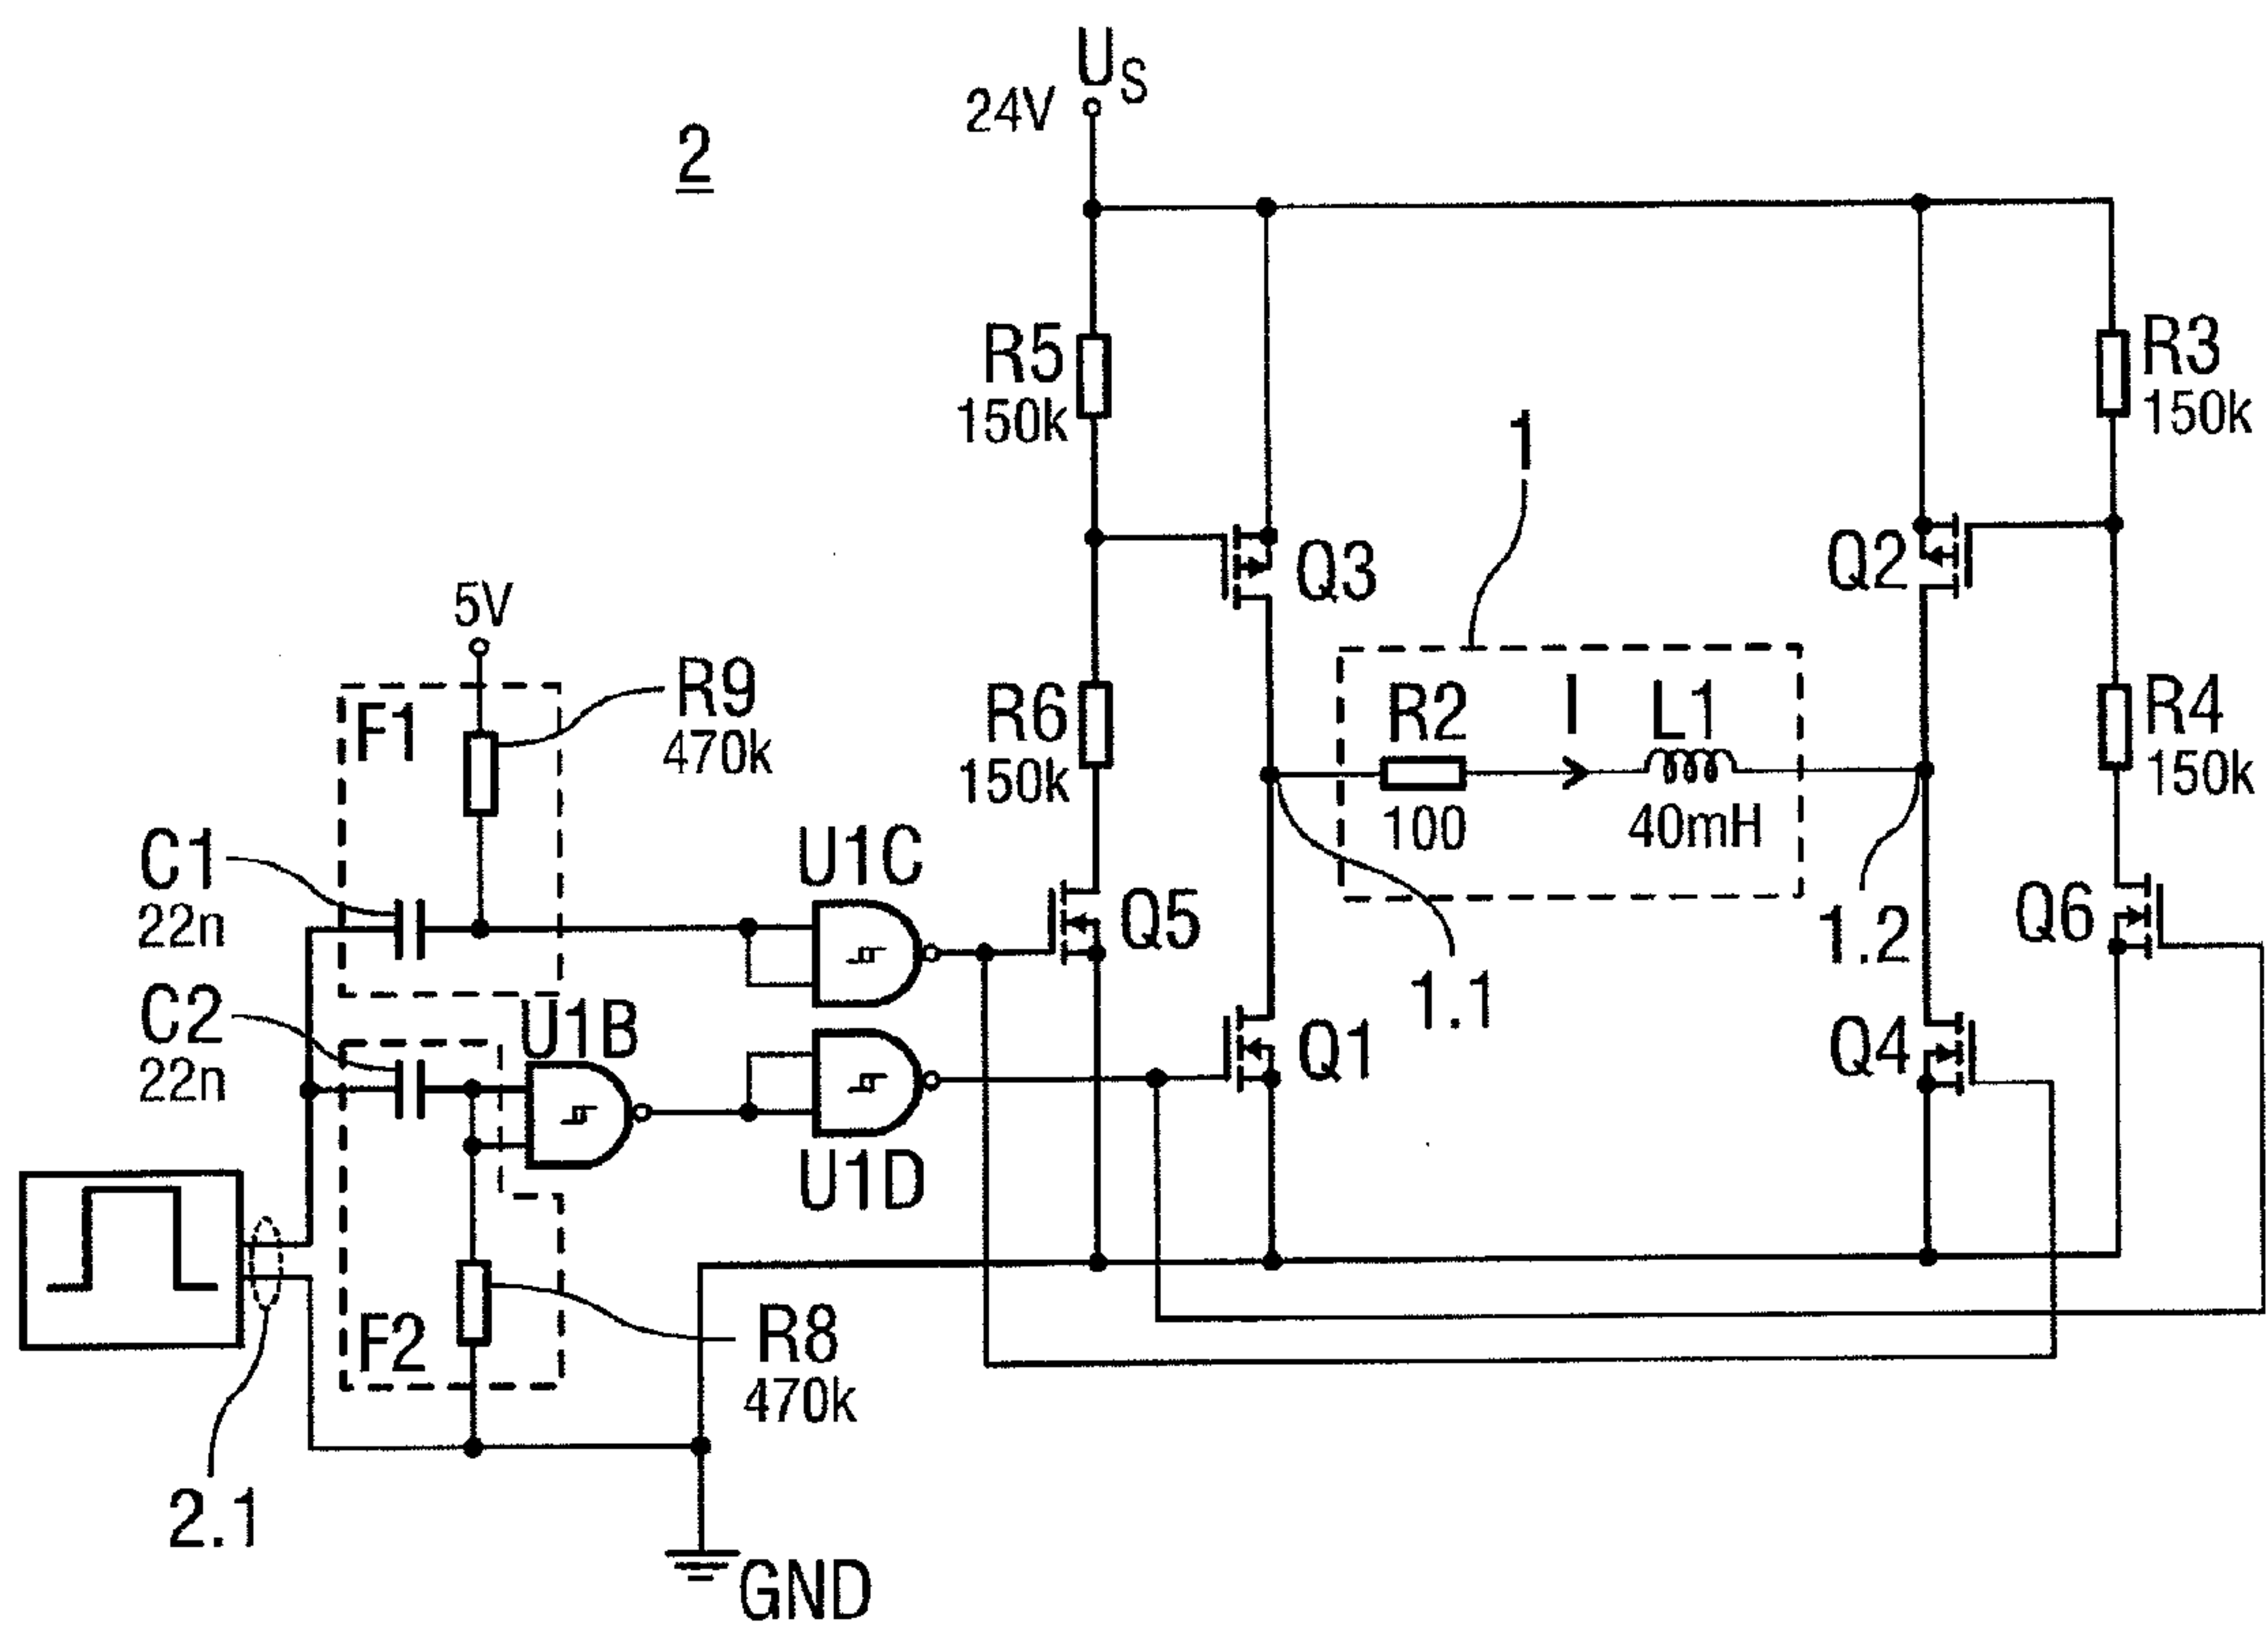 U_S
24V
2
R5
150k
R3
150k
1
Q3
Q2
5V
R9
470k
F1
R6
150k
R2
100
I
L1
40mH
R4
150k
C1
22n
U1C
Q5
1.1
1.2
Q6
C2
22n
U1B
Q1
Q4
U1D
F2
R8
470k
2.1
GND